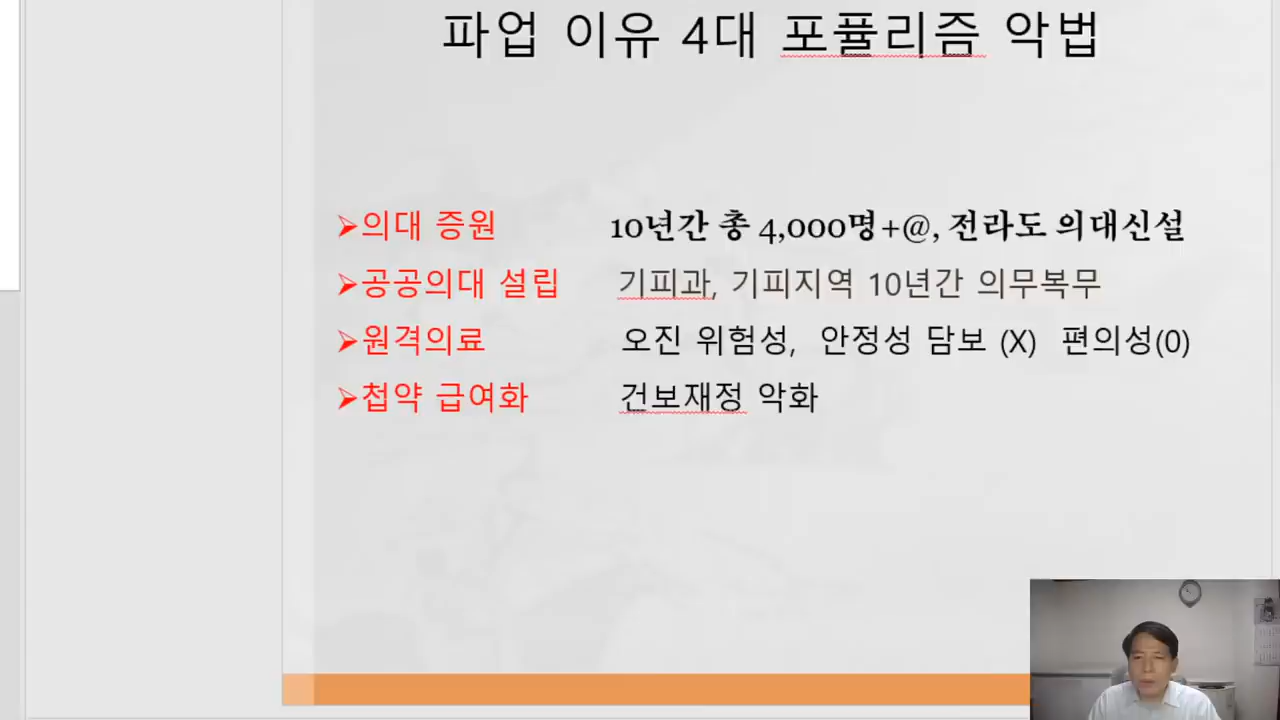 파업 이유 4대 포퓰리즘 악법
➢의대 증원 10년간 총 4,000명+@, 전라도 의대신설
➢공공의대 설립 기피과, 기피지역 10년간 의무복무
➢원격의료 오진 위험성, 안정성 담보 (X) 편의성(0)
➢첩약 급여화 건보재정 악화